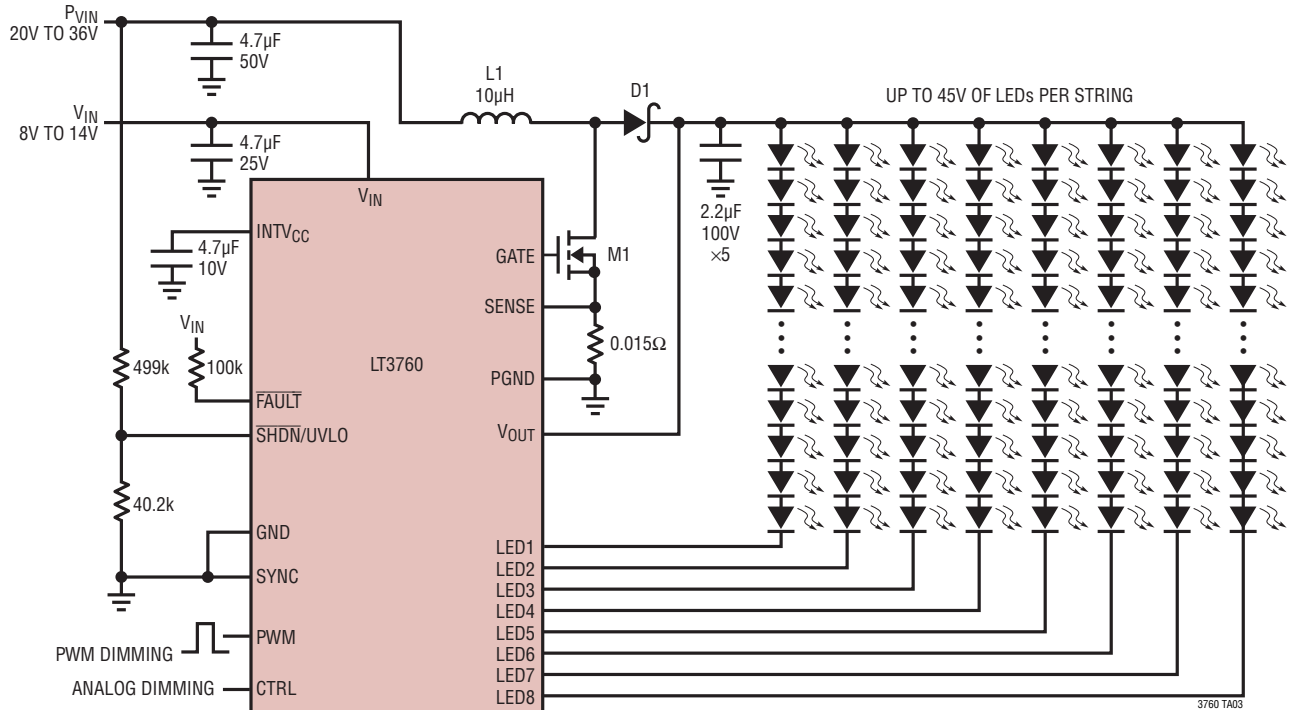 PVIN
20V TO 36V
4.7µF
50V
L1
10µH
D1
UP TO 45V OF LEDs PER STRING
VIN
8V TO 14V
4.7µF
25V
VIN
2.2µF
100V
×5
INTVCC
4.7µF
10V
GATE
M1
SENSE
0.015Ω
VIN
499k
100k
LT3760
PGND
FAULT
SHDN/UVLO
VOUT
40.2k
GND
SYNC
LED1
LED2
LED3
LED4
LED5
LED6
LED7
LED8
PWM
PWM DIMMING
ANALOG DIMMING
CTRL
3760 TA03